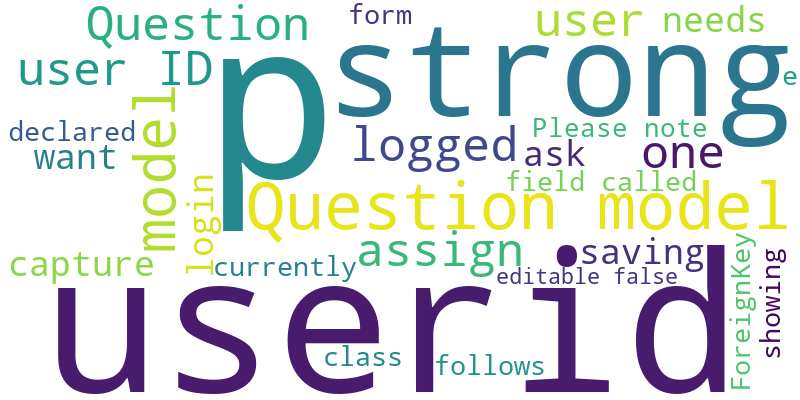 form
Question
user
needs
user ID
p
strong
e
declared
want
model
logged
Please note
ask
one
field called
login
Question model
capture
currently
assign
saving
editable false
userid
class
follows
ForeignKey
showing